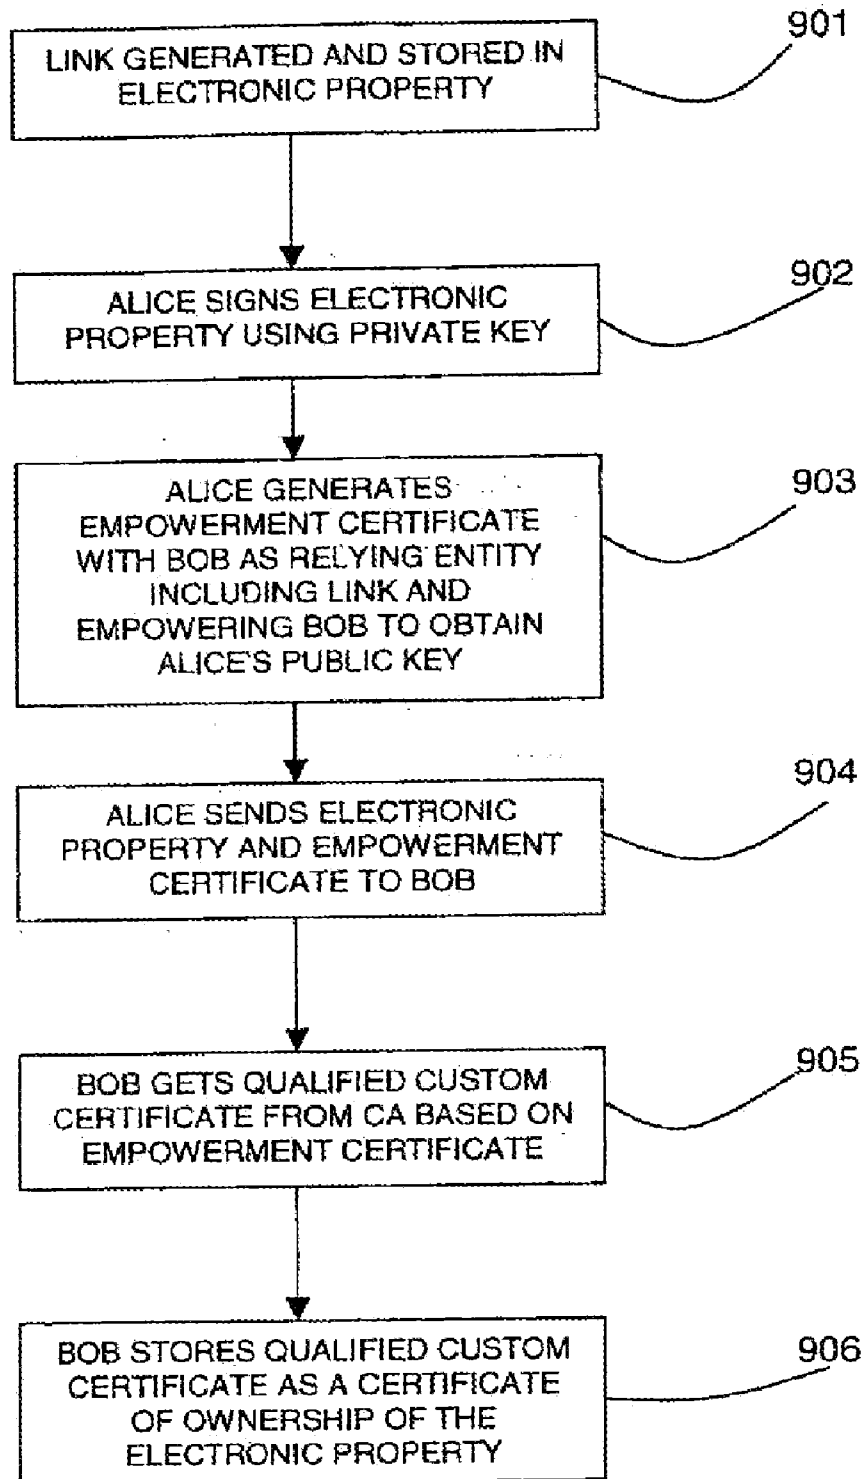 901
LINK GENERATED AND STORED IN
ELECTRONIC PROPERTY
902
ALICE SIGNS ELECTRONIC
PROPERTY USING PRIVATE KEY
903
ALICE GENERATES
EMPOWERMENT CERTIFICATE
WITH BOB AS RELYING ENTITY
INCLUDING LINK AND
EMPOWERING BOB TO OBTAIN
ALICE'S PUBLIC KEY
904
ALICE SENDS ELECTRONIC
PROPERTY AND EMPOWERMENT
CERTIFICATE TO BOB
905
BOB GETS QUALIFIED CUSTOM
CERTIFICATE FROM CA BASED ON
EMPOWERMENT CERTIFICATE
906
BOB STORES QUALIFIED CUSTOM
CERTIFICATE AS A CERTIFICATE
OF OWNERSHIP OF THE
ELECTRONIC PROPERTY